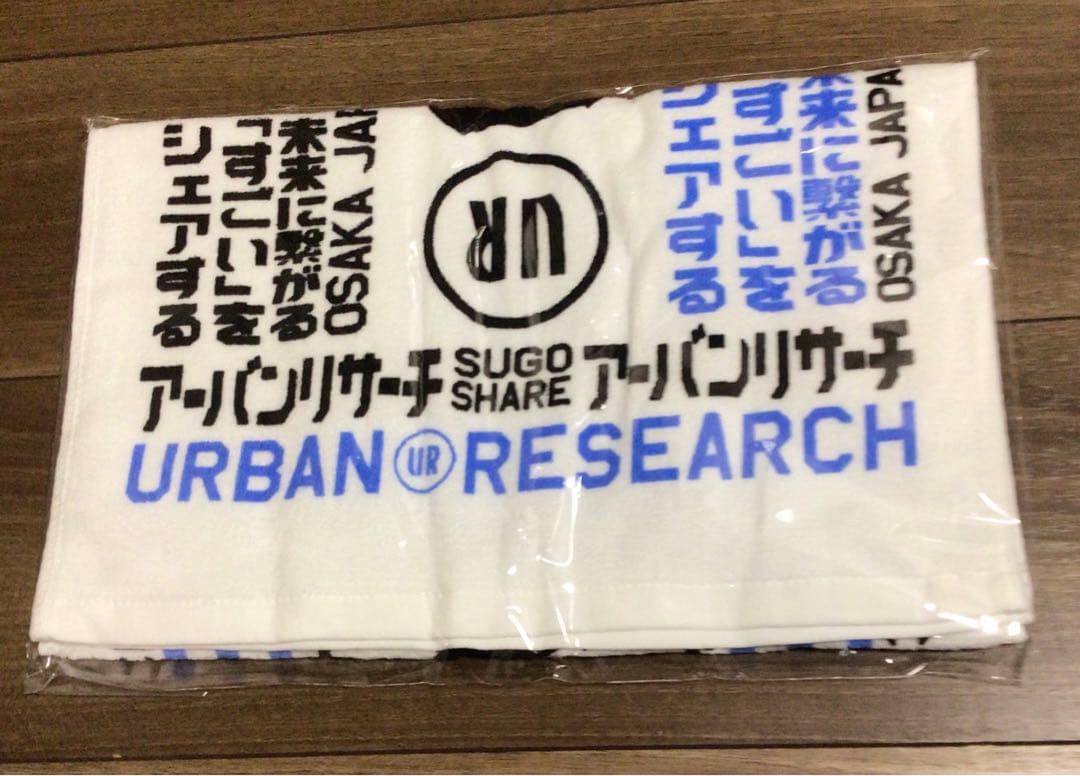 未来に繋がる
「すごい」を
シェアする
OSAKA JAPA
UR
未来に繋がる
すごい」を
シェアする
OSAKA JAPA
アーバンリサーチ SUGO SHARE アーバンリサーチ
URBAN UR RESEARCH